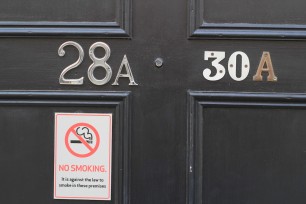 28A
30A
NO SMOKING.
It is against the law to
smoke in these premises